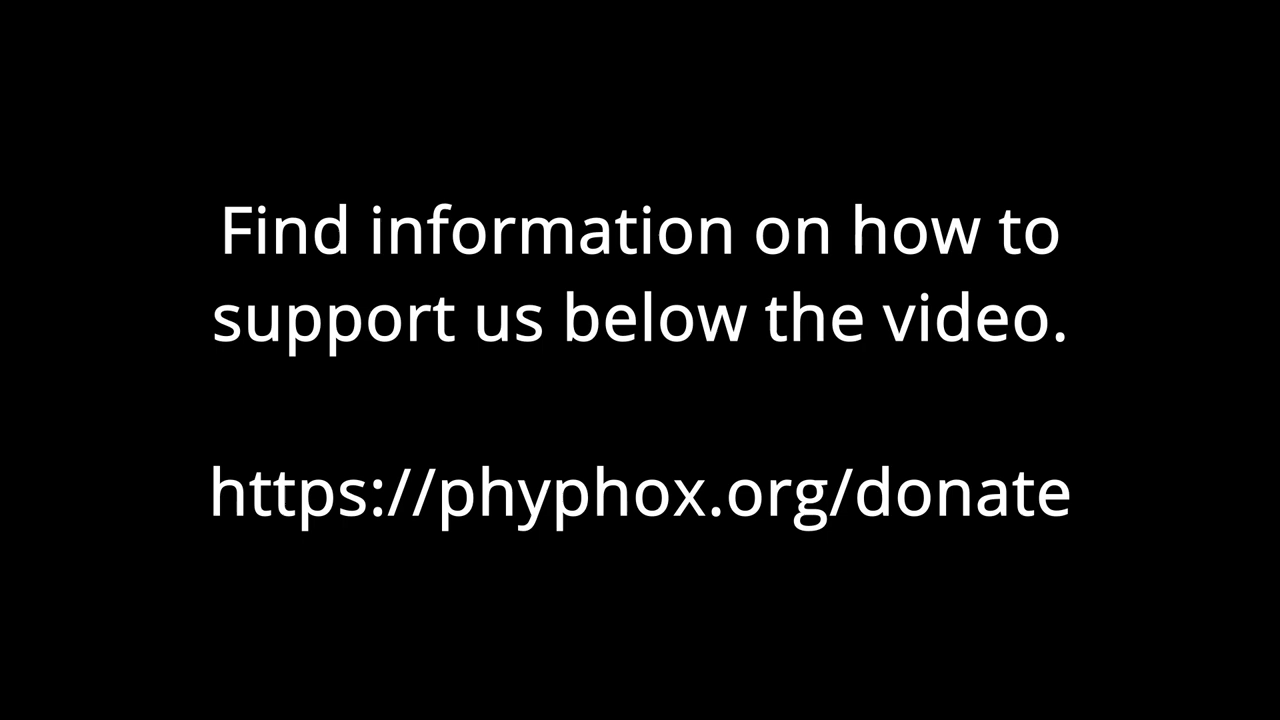 Find information on how to
support us below the video.
https://phyphox.org/donate